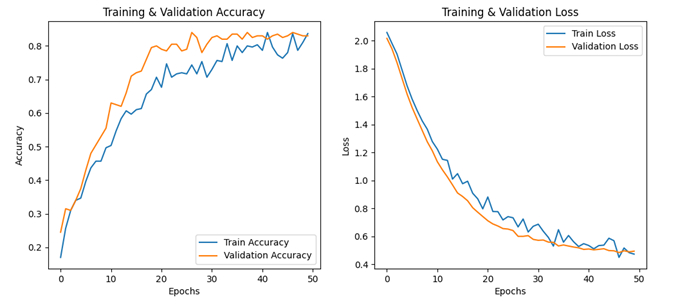 Training & Validation Accuracy
0.8
0.7
0.6
0.5
0.4
0.3
0.2
Accuracy
Train Accuracy
Validation Accuracy
0 10 20 30 40 50
Epochs
Training & Validation Loss
2.0
1.8
1.6
1.4
1.2
1.0
0.8
0.6
0.4
Loss
Train Loss
Validation Loss
0 10 20 30 40 50
Epochs